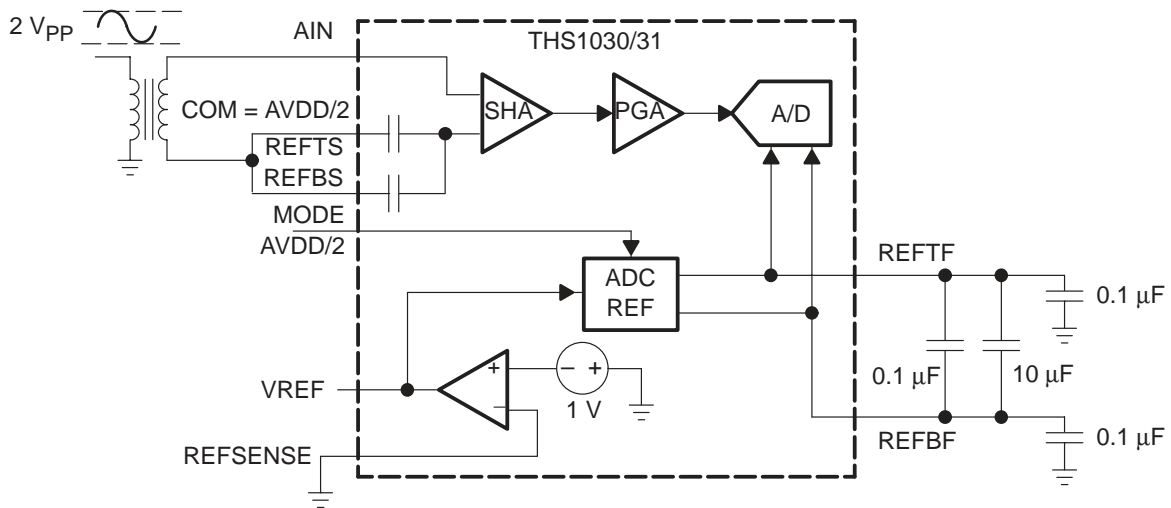 2 VPP
AIN
THS1030/31
SHA
PGA
A/D
COM = AVDD/2
REFTS
REFBS
MODE
AVDD/2
ADC
REF
REFTF
0.1 μF
0.1 μF
10 μF
VREF
+
−
− +
1 V
REFBF
0.1 μF
REFSENSE